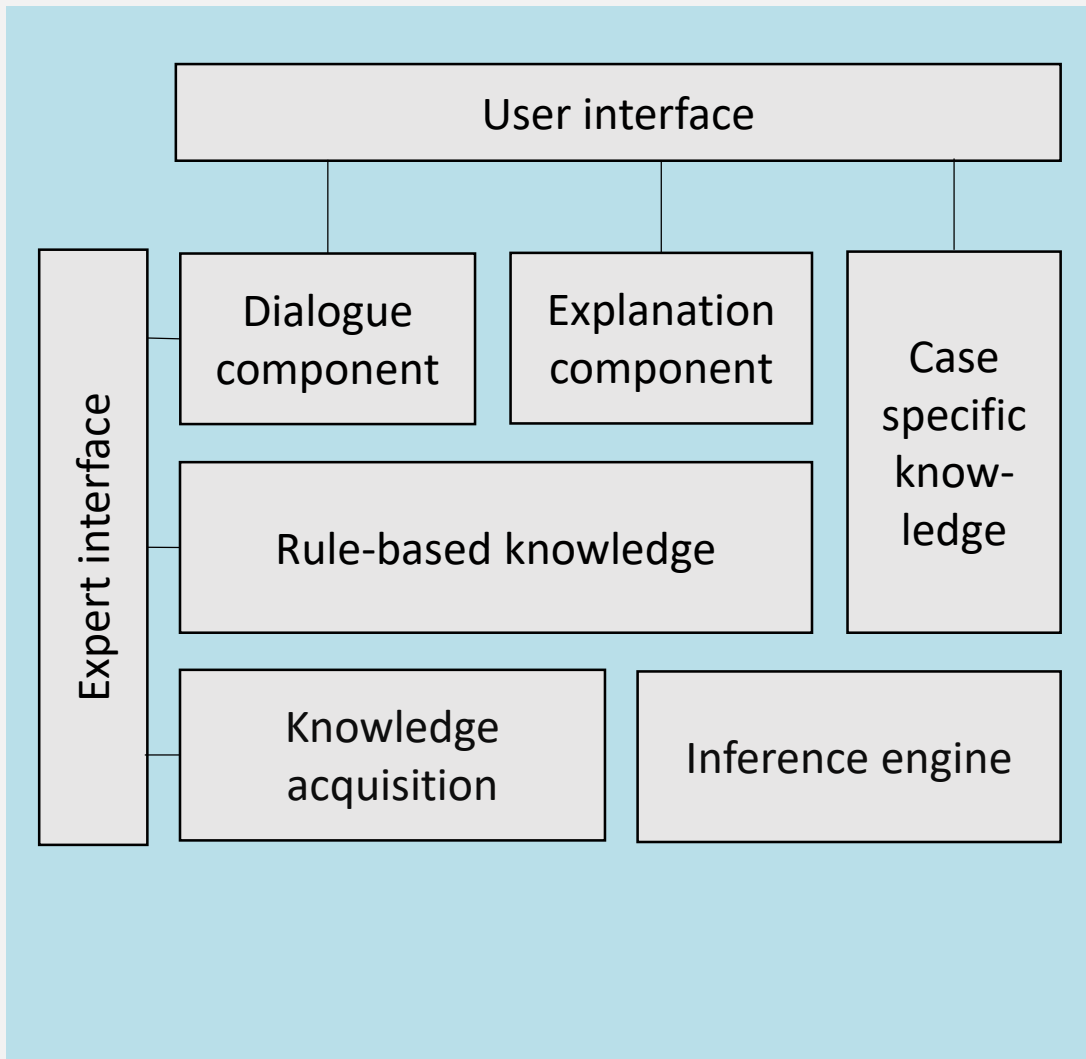 User interface
Expert interface
Dialogue
component
Explanation
component
Case
specific
know-
ledge
Rule-based knowledge
Knowledge
acquisition
Inference engine